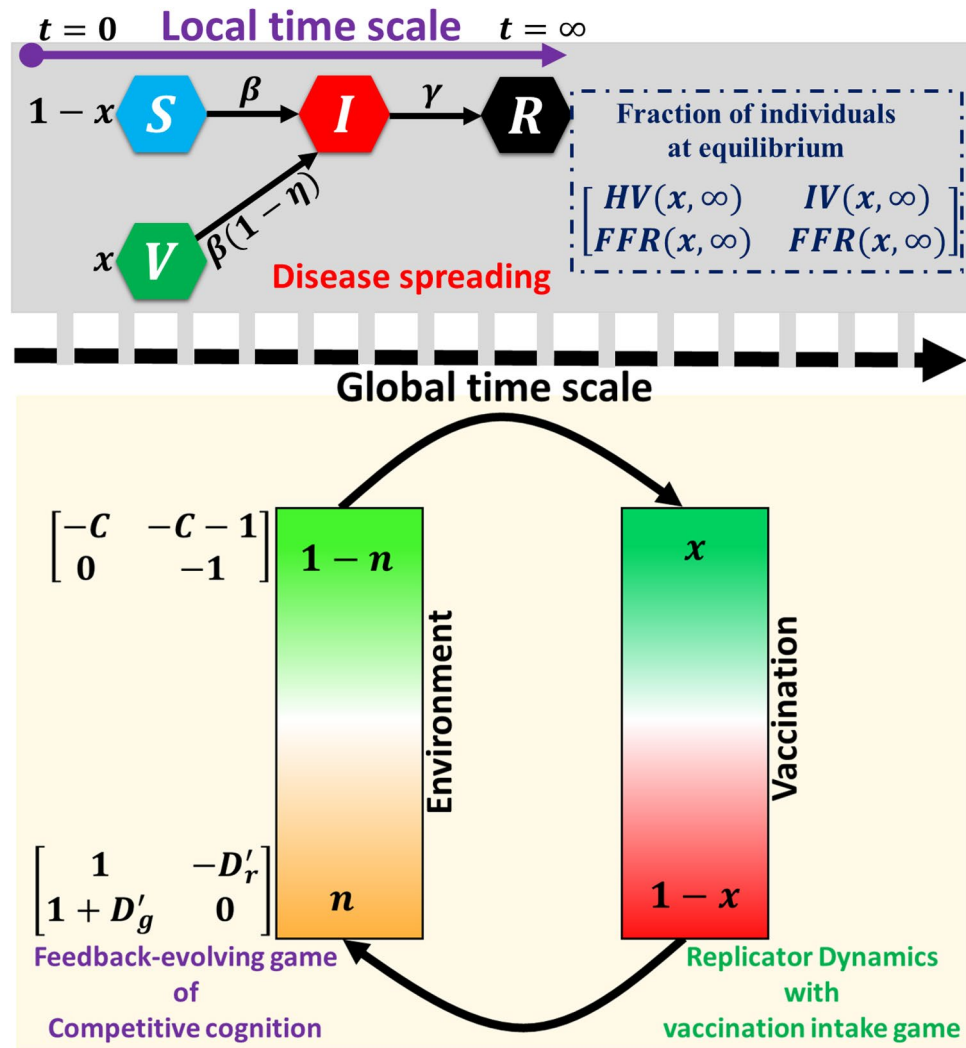 t = 0 Local time scale t = ∞
1 − x S β I γ R
Fraction of individuals
at equilibrium
[HV(x, ∞) IV(x, ∞)
FFR(x, ∞) FFR(x, ∞)]
β(1 − η)
x V
Disease spreading
Global time scale
[−C −C − 1
0 −1]
1 − n
x
Environment
Vaccination
[1 −D′r
1 + D′g 0]
n
1 − x
Feedback-evolving game
of
Competitive cognition
Replicator Dynamics
with
vaccination intake game